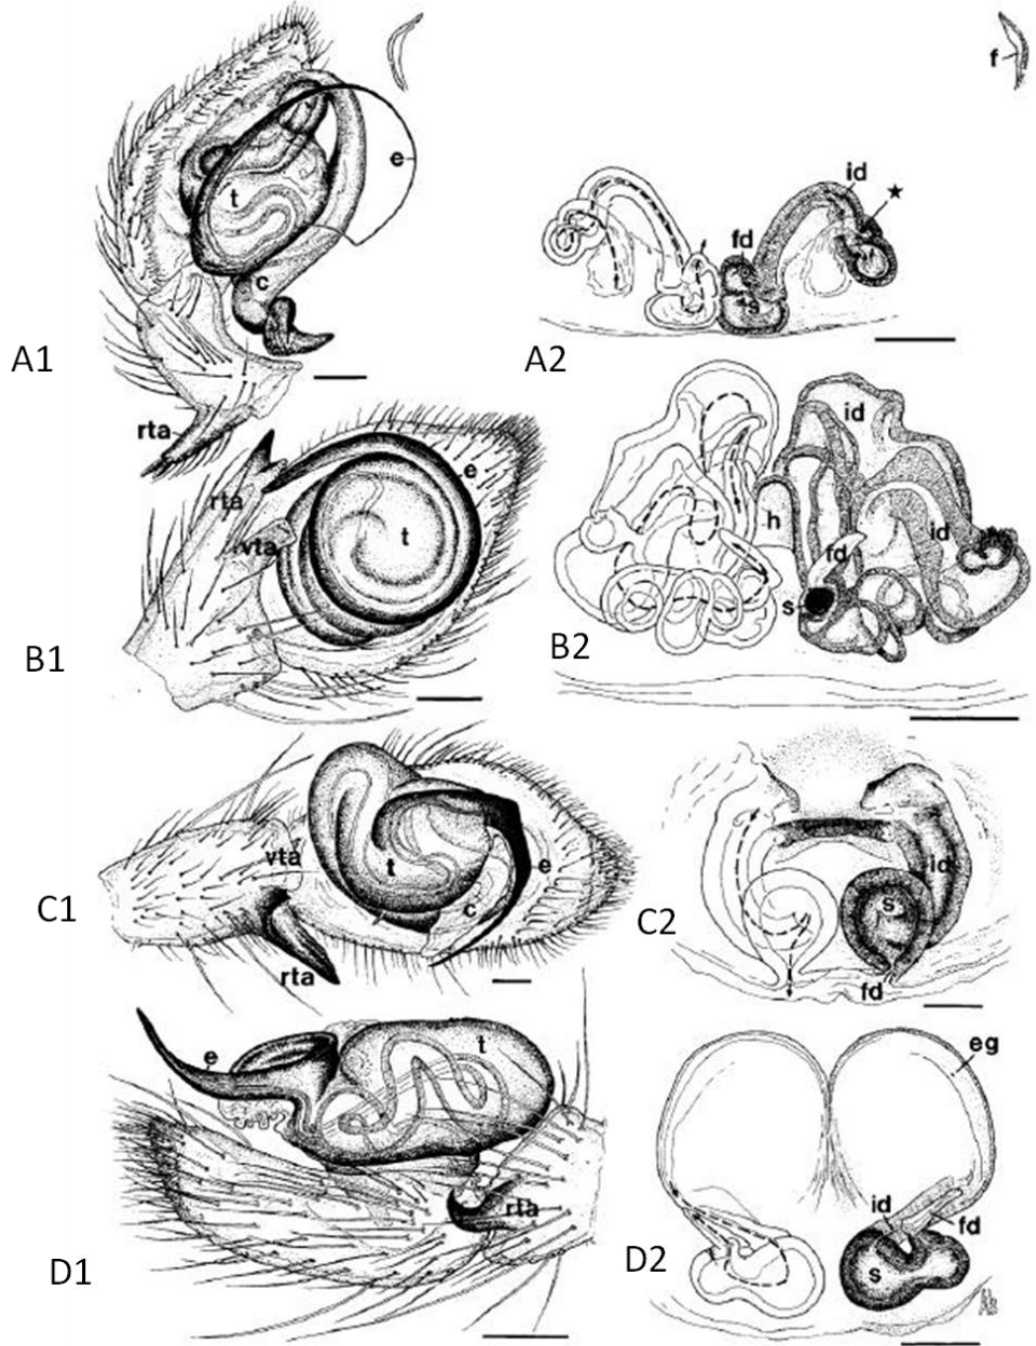 f
e
id
★
fd
t
s
c
A1
A2
rta
id
e
rta
t
h
id
vta
fd
s
B1
B2
vta
t
e
id
s
C1
c
C2
rta
fd
eg
e
t
id
rta
fd
D1
D2
s